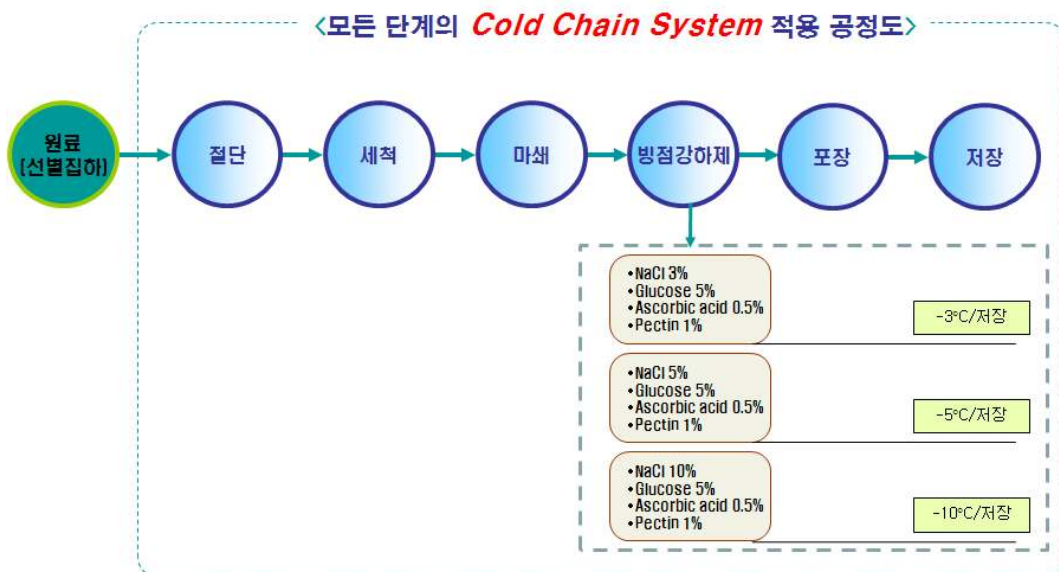 <모든 단계의 Cold Chain System 적용 공정도>
원료
(선별집하)
절단
세척
마쇄
빙점강하제
포장
저장
•NaCl 3%
•Glucose 5%
•Ascorbic acid 0.5%
•Pectin 1%
-3℃/저장
•NaCl 5%
•Glucose 5%
•Ascorbic acid 0.5%
•Pectin 1%
-5℃/저장
•NaCl 10%
•Glucose 5%
•Ascorbic acid 0.5%
•Pectin 1%
-10℃/저장